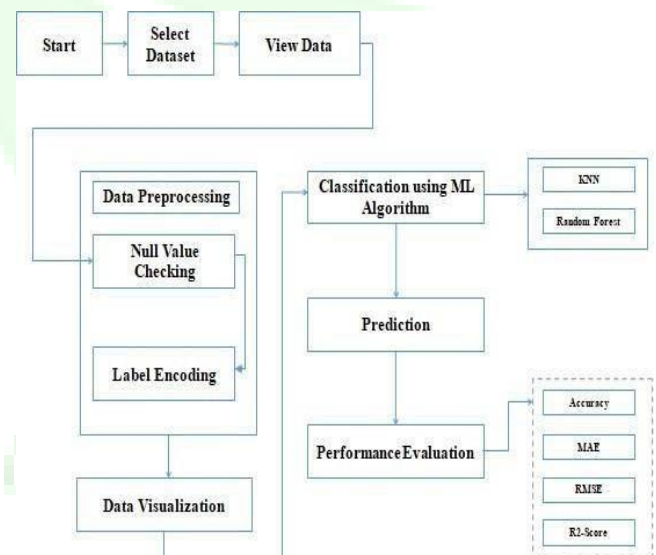 Start
Select
Dataset
View Data
Data Preprocessing
Null Value
Checking
Label Encoding
Data Visualization
Classification using ML
Algorithm
KNN
Random Forest
Prediction
Performance Evaluation
Accuracy
MAE
RMSE
R2-Score